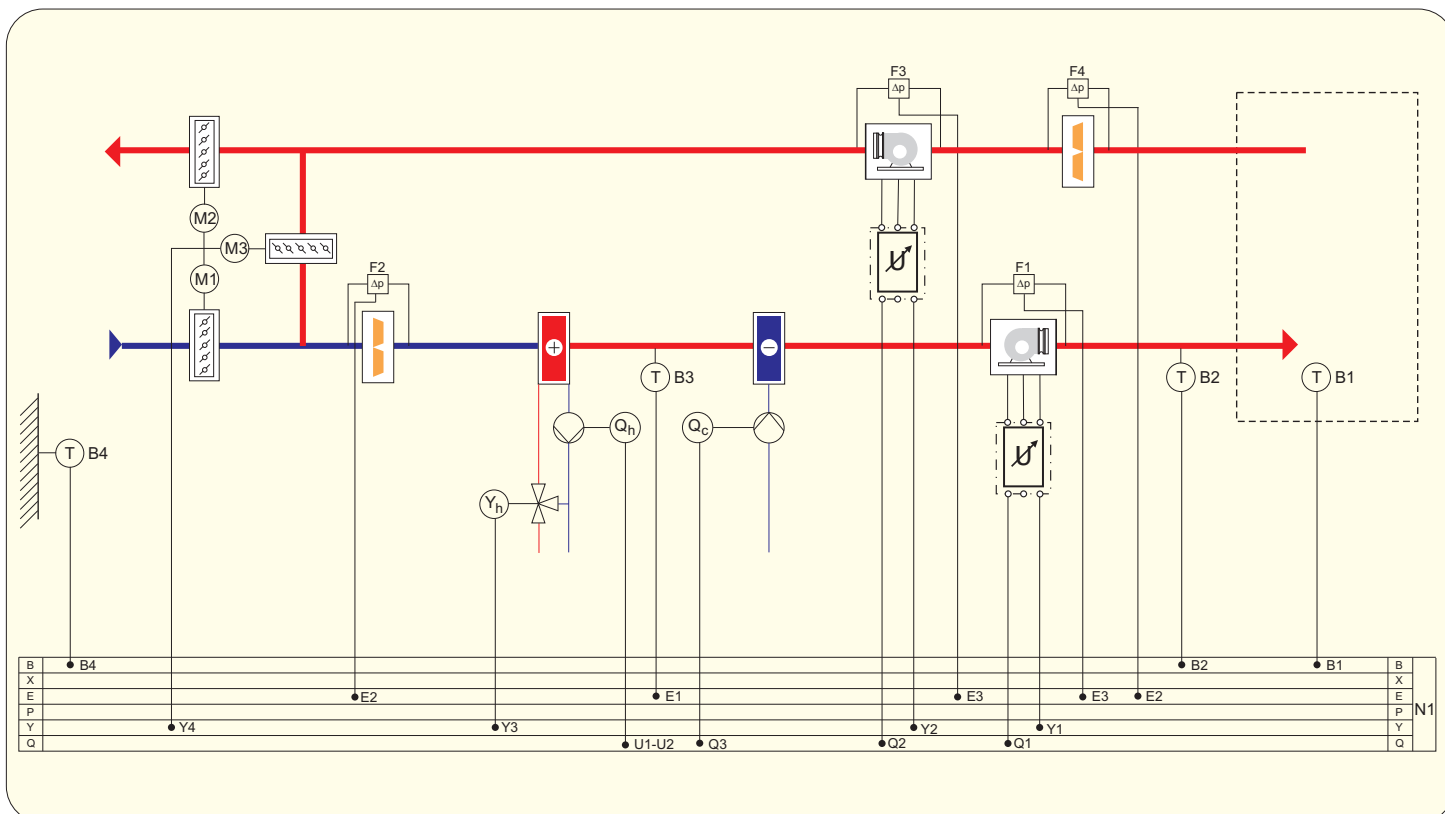 F3
F4
Δp
Δp
M2
M3
M1
F2
Δp
U
F1
Δp
+
−
T
B3
T
B2
T
B1
T
B4
Qh
Qc
U
Yh
B
B4
B2
B1
B
X
X
E
E2
E1
E3
E3
E2
E
P
P
N1
Y
Y4
Y3
Y2
Y1
Y
Q
U1-U2
Q3
Q2
Q1
Q